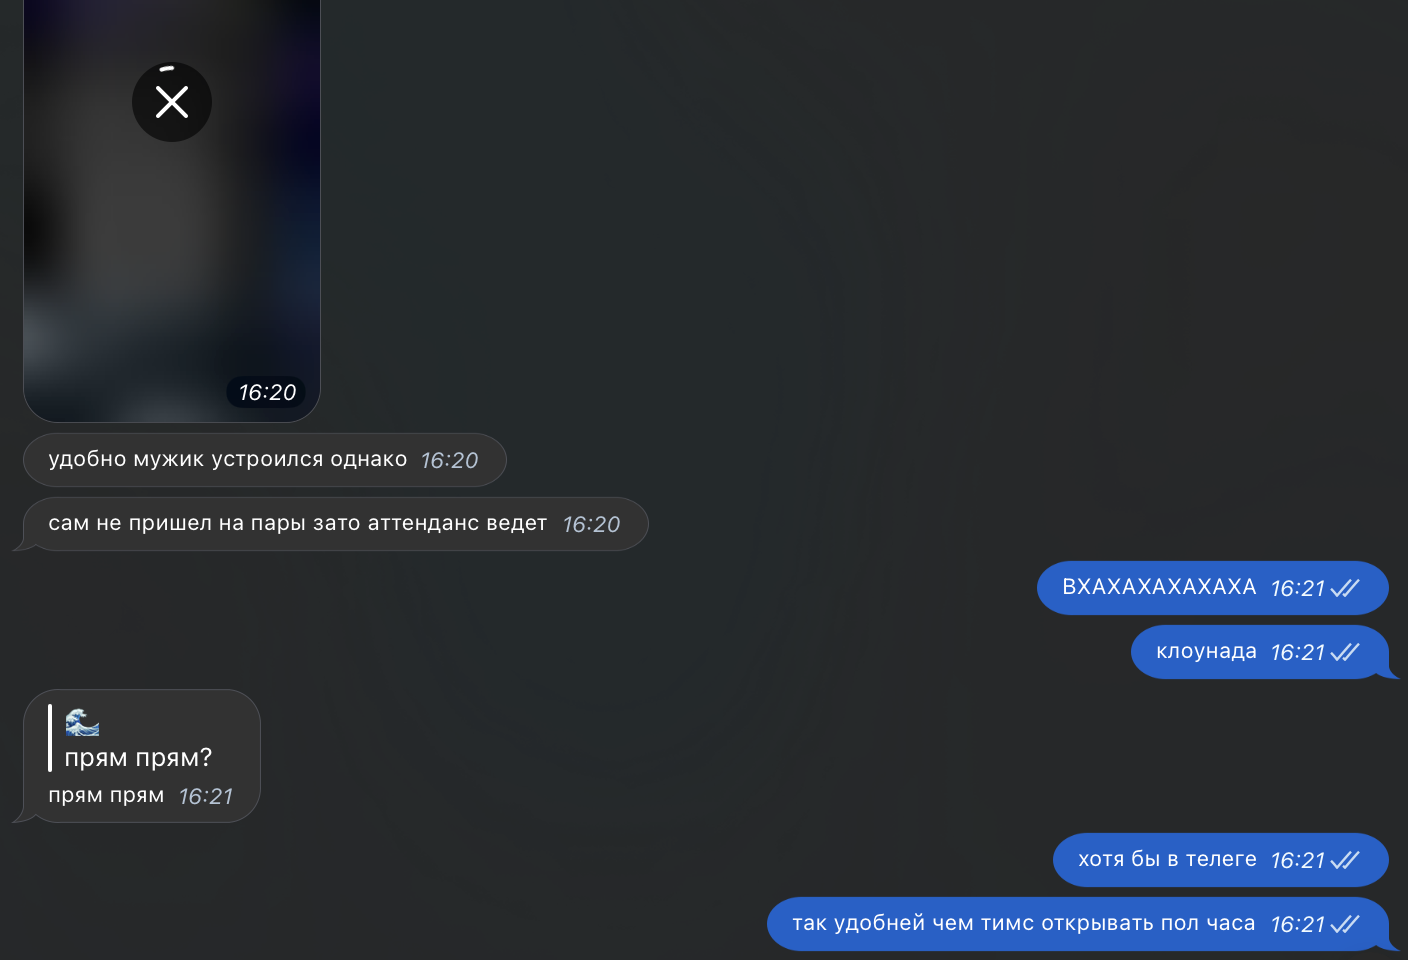 16:20
удобно мужик устроился однако 16:20
сам не пришел на пары зато аттенданс ведет 16:20
ВХАХАХАХАХАХА 16:21
клоунада 16:21
🌊
прям прям?
прям прям 16:21
хотя бы в телеге 16:21
так удобней чем тимс открывать пол часа 16:21